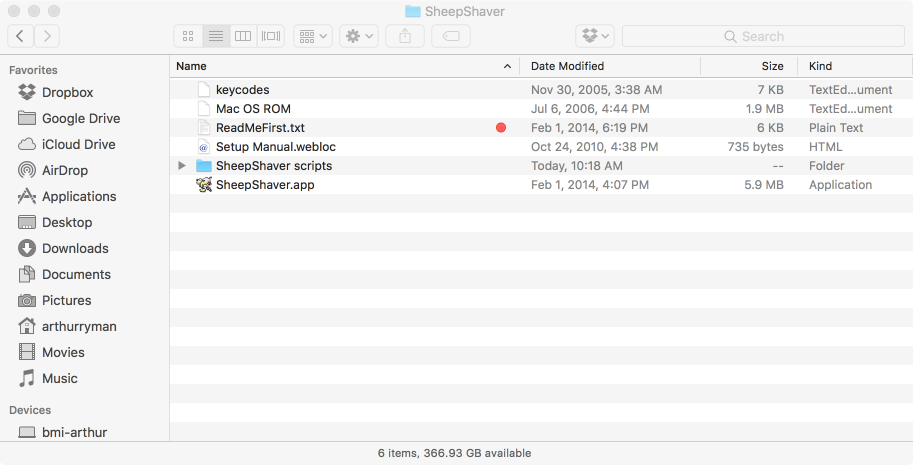 SheepShaver
Search
Favorites
Dropbox
Google Drive
iCloud Drive
AirDrop
Applications
Desktop
Downloads
Documents
Pictures
arthurryman
Movies
Music
Devices
bmi-arthur
Name Date Modified Size Kind
keycodes Nov 30, 2005, 3:38 AM 7 KB TextEd...ument
Mac OS ROM Jul 6, 2006, 4:44 PM 1.9 MB TextEd...ument
ReadMeFirst.txt Feb 1, 2014, 6:19 PM 6 KB Plain Text
Setup Manual.webloc Oct 24, 2010, 4:38 PM 735 bytes HTML
SheepShaver scripts Today, 10:18 AM -- Folder
SheepShaver.app Feb 1, 2014, 4:07 PM 5.9 MB Application
6 items, 366.93 GB available